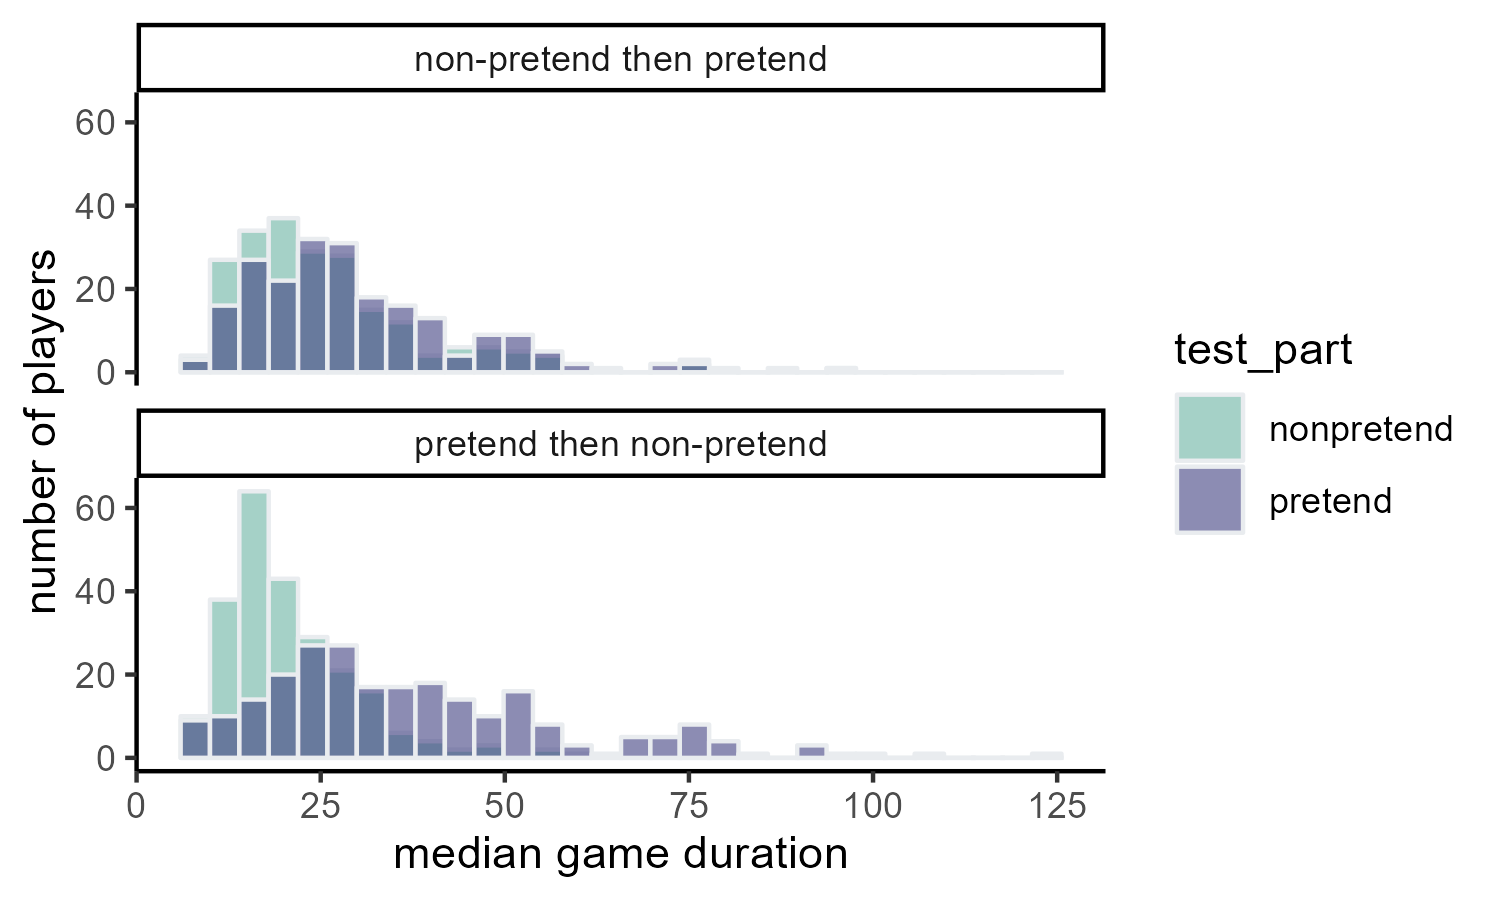 non-pretend then pretend
60
40
20
0
pretend then non-pretend
60
40
20
0
0 25 50 75 100 125
median game duration
number of players
test_part
nonpretend
pretend